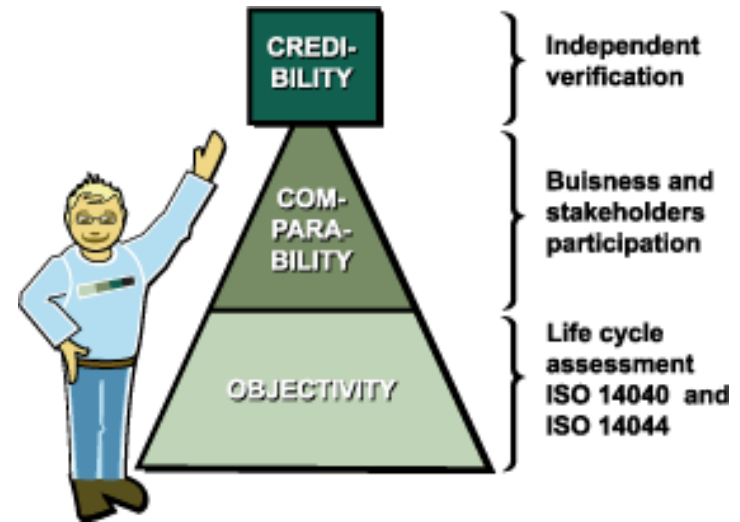 CREDI-
BILITY
Independent
verification
COM-
PARA-
BILITY
Buisness and
stakeholders
participation
OBJECTIVITY
Life cycle
assessment
ISO 14040 and
ISO 14044